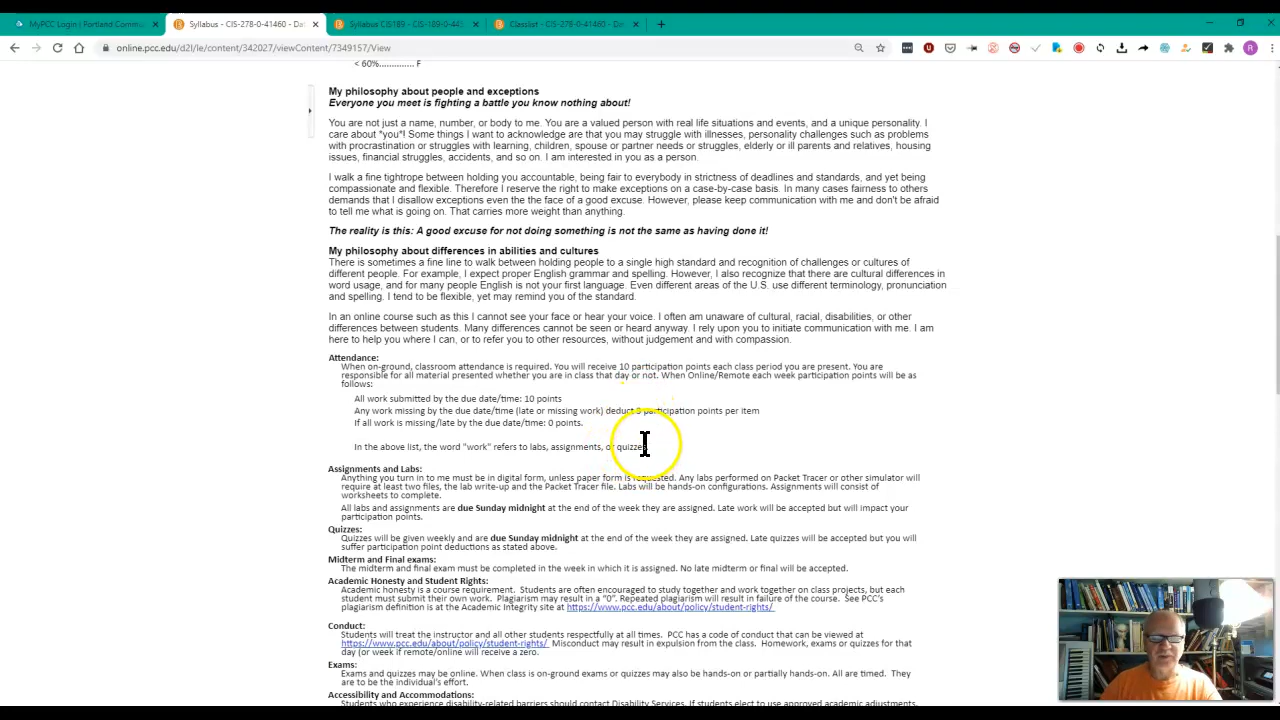 MyPCC Login | Portland Commu
Syllabus - CIS-278-0-41460 - Da
Syllabus CIS189 - CIS-189-0-44
Classlist - CIS-278-0-41460 - Da
online.pcc.edu/d2l/le/content/342027/viewContent/7349157/View
< 60%.............. F
My philosophy about people and exceptions
Everyone you meet is fighting a battle you know nothing about!
You are not just a name, number, or body to me. You are a valued person with real life situations and events, and a unique personality. I
care about *you*! Some things I want to acknowledge are that you may struggle with illnesses, personality challenges such as problems
with procrastination or struggles with learning, children, spouse or partner needs or struggles, elderly or ill parents and relatives, housing
issues, financial struggles, accidents, and so on. I am interested in you as a person.
I walk a fine tightrope between holding you accountable, being fair to everybody in strictness of deadlines and standards, and yet being
compassionate and flexible. Therefore I reserve the right to make exceptions on a case-by-case basis. In many cases fairness to others
demands that I disallow exceptions even the the face of a good excuse. However, please keep communication with me and don't be afraid
to tell me what is going on. That carries more weight than anything.
The reality is this: A good excuse for not doing something is not the same as having done it!
My philosophy about differences in abilities and cultures
There is sometimes a fine line to walk between holding people to a single high standard and recognition of challenges or cultures of
different people. For example, I expect proper English grammar and spelling. However, I also recognize that there are cultural differences in
word usage, and for many people English is not your first language. Even different areas of the U.S. use different terminology, pronunciation
and spelling. I tend to be flexible, yet may remind you of the standard.
In an online course such as this I cannot see your face or hear your voice. I often am unaware of cultural, racial, disabilities, or other
differences between students. Many differences cannot be seen or heard anyway. I rely upon you to initiate communication with me. I am
here to help you where I can, or to refer you to other resources, without judgement and with compassion.
Attendance:
When on-ground, classroom attendance is required. You will receive 10 participation points each class period you are present. You are
responsible for all material presented whether you are in class that day or not. When Online/Remote each week participation points will be as
follows:
All work submitted by the due date/time: 10 points
Any work missing by the due date/time (late or missing work) deduct participation points per item
If all work is missing/late by the due date/time: 0 points.
In the above list, the word "work" refers to labs, assignments, or quizzes
Assignments and Labs:
Anything you turn in to me must be in digital form, unless paper form is requested. Any labs performed on Packet Tracer or other simulator will
require at least two files, the lab write-up and the Packet Tracer file. Labs will be hands-on configurations. Assignments will consist of
worksheets to complete.
All labs and assignments are due Sunday midnight at the end of the week they are assigned. Late work will be accepted but will impact your
participation points.
Quizzes:
Quizzes will be given weekly and are due Sunday midnight at the end of the week they are assigned. Late quizzes will be accepted but you will
suffer participation point deductions as stated above.
Midterm and Final exams:
The midterm and final exam must be completed in the week in which it is assigned. No late midterm or final will be accepted.
Academic Honesty and Student Rights:
Academic honesty is a course requirement. Students are often encouraged to study together and work together on class projects, but each
student must submit their own work. Plagiarism may result in a "0". Repeated plagiarism will result in failure of the course. See PCC's
plagiarism definition is at the Academic Integrity site at https://www.pcc.edu/about/policy/student-rights/
Conduct:
Students will treat the instructor and all other students respectfully at all times. PCC has a code of conduct that can be viewed at
https://www.pcc.edu/about/policy/student-rights/ Misconduct may result in expulsion from the class. Homework, exams or quizzes for that
day (or week if remote/online will receive a zero.
Exams:
Exams and quizzes may be online. When class is on-ground exams or quizzes may also be hands-on or partially hands-on. All are timed. They
are to be the individual's effort.
Accessibility and Accommodations:
Students who experience disability-related barriers should contact Disability Services. If students elect to use approved academic adjustments,